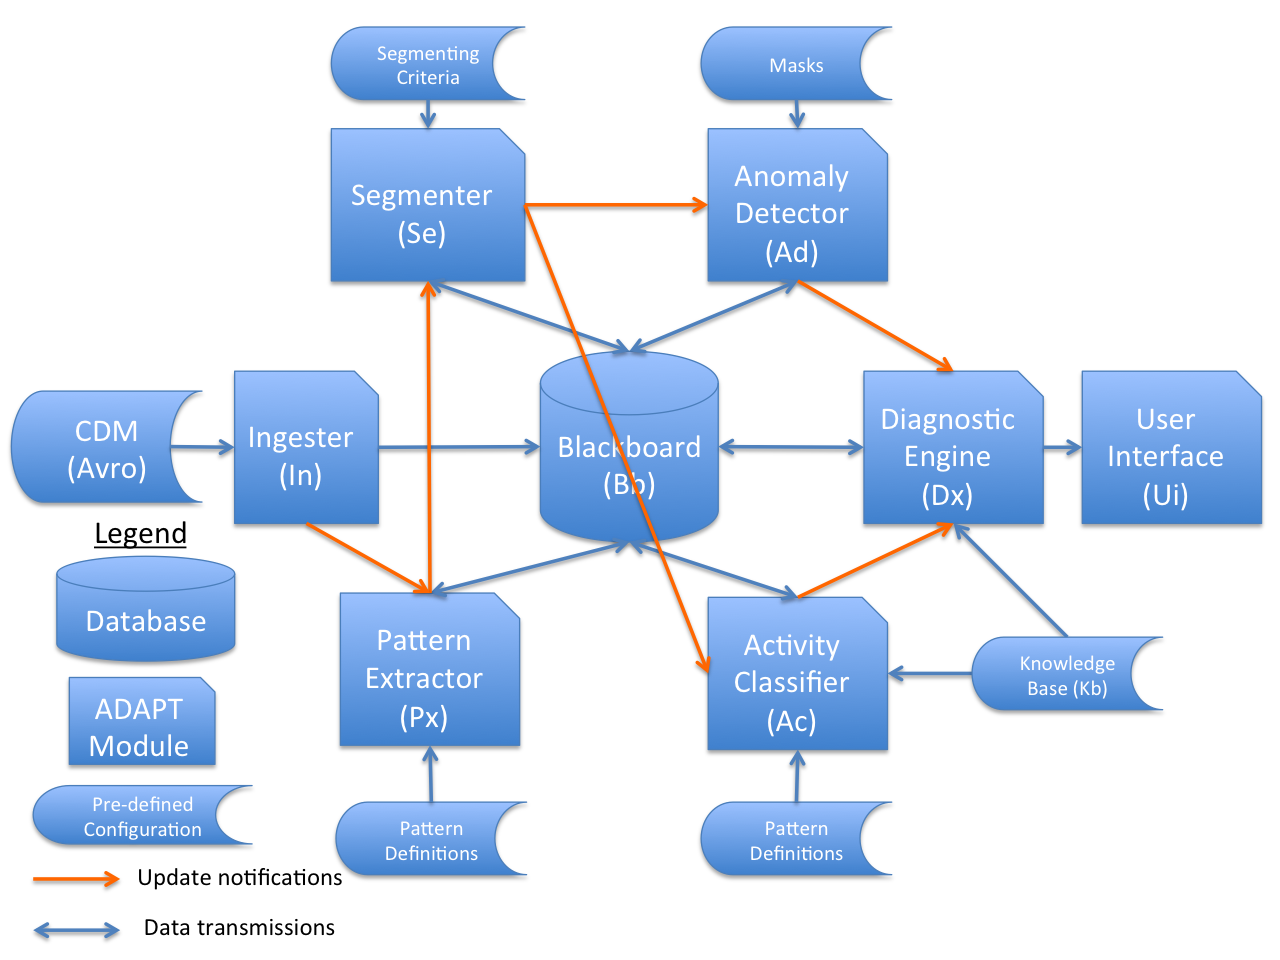 Segmenting
Criteria
Masks
Segmenter
(Se)
Anomaly
Detector
(Ad)
CDM
(Avro)
Ingester
(In)
Blackboard
(Bb)
Diagnostic
Engine
(Dx)
User
Interface
(Ui)
Legend
Database
ADAPT
Module
Pre-defined
Configuration
Update notifications
Data transmissions
Pattern
Extractor
(Px)
Activity
Classifier
(Ac)
Knowledge
Base (Kb)
Pattern
Definitions
Pattern
Definitions